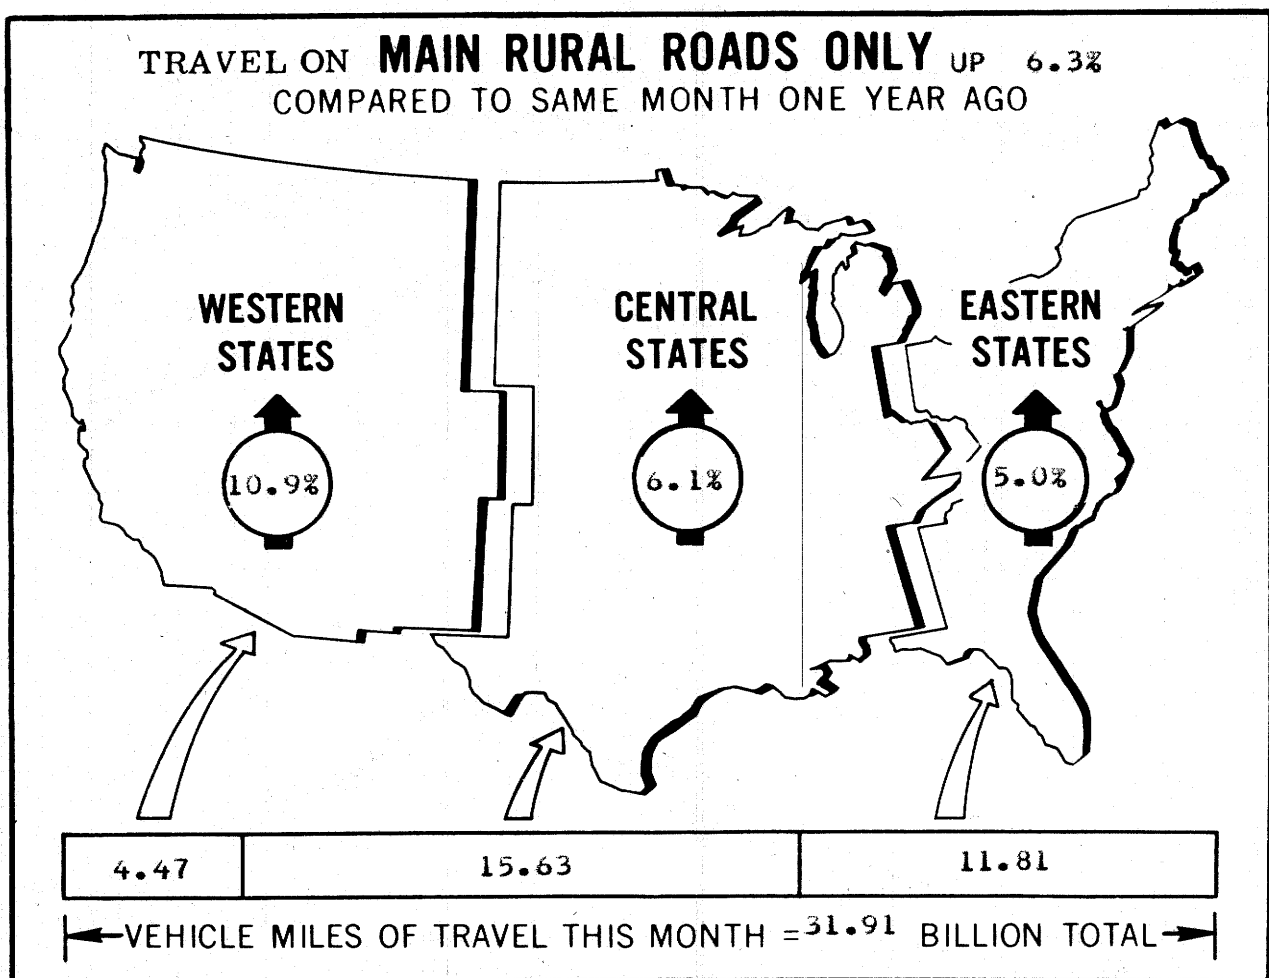 TRAVEL ON MAIN RURAL ROADS ONLY UP 6.3%
COMPARED TO SAME MONTH ONE YEAR AGO
WESTERN
STATES
10.9%
CENTRAL
STATES
6.1%
EASTERN
STATES
5.0%
4.47 15.63 11.81
VEHICLE MILES OF TRAVEL THIS MONTH = 31.91 BILLION TOTAL